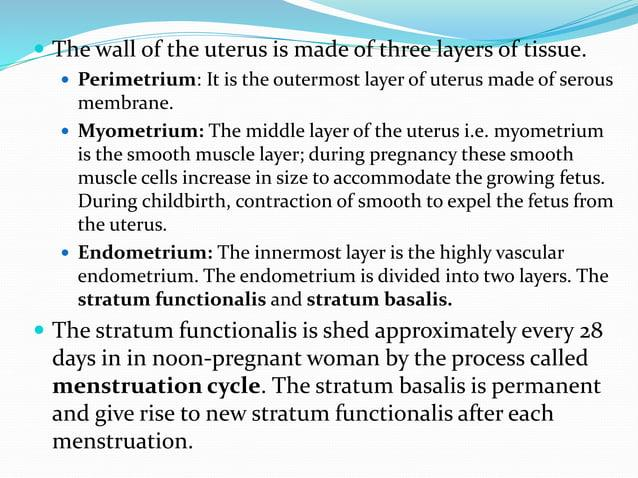 The wall of the uterus is made of three layers of tissue.
Perimetrium: It is the outermost layer of uterus made of serous
membrane.
Myometrium: The middle layer of the uterus i.e. myometrium
is the smooth muscle layer; during pregnancy these smooth
muscle cells increase in size to accommodate the growing fetus.
During childbirth, contraction of smooth to expel the fetus from
the uterus.
Endometrium: The innermost layer is the highly vascular
endometrium. The endometrium is divided into two layers. The
stratum functionalis and stratum basalis.
The stratum functionalis is shed approximately every 28
days in in noon-pregnant woman by the process called
menstruation cycle. The stratum basalis is permanent
and give rise to new stratum functionalis after each
menstruation.